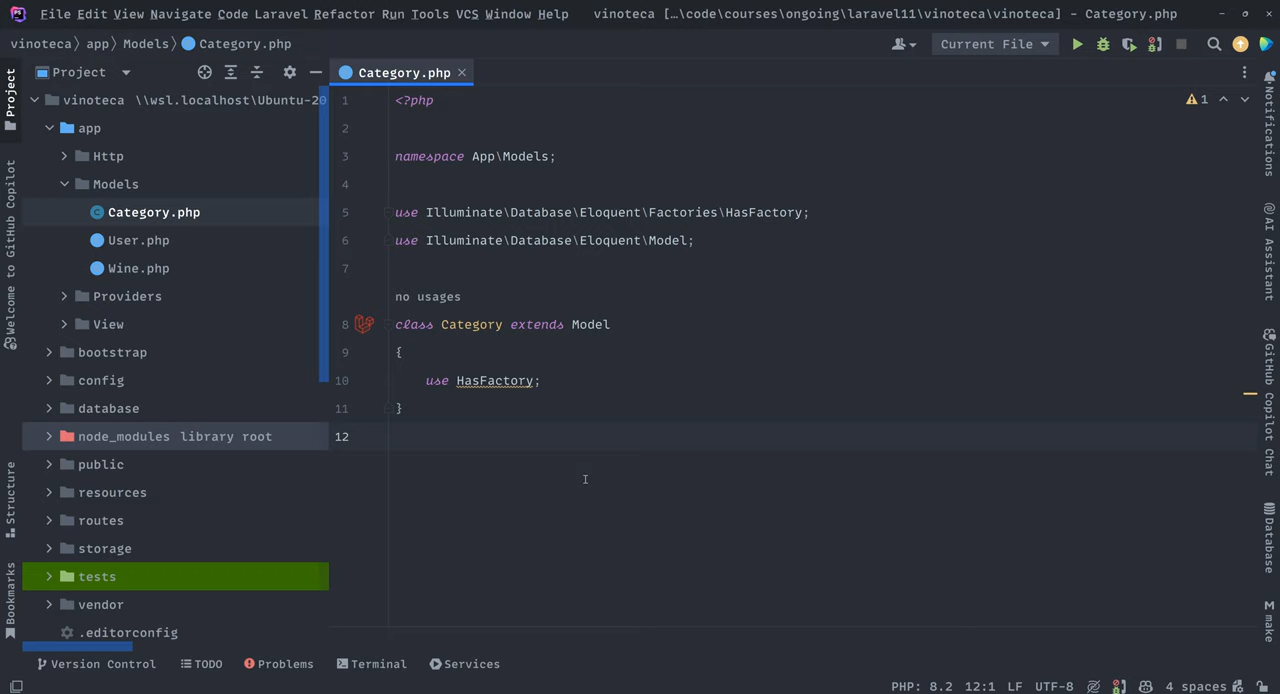 PS File Edit View Navigate Code Laravel Refactor Run Tools VCS Window Help vinoteca […\code\courses\ongoing\laravel11\vinoteca\vinoteca] - Category.php
vinoteca app Models Category.php Current File
Project
Project
Category.php
1 <?php
2
3 namespace App\Models;
4
5 use Illuminate\Database\Eloquent\Factories\HasFactory;
6 use Illuminate\Database\Eloquent\Model;
7
no usages
8 class Category extends Model
9 {
10 use HasFactory;
11 }
12
1
vinoteca \\wsl.localhost\Ubuntu-20
app
Http
Models
Category.php
User.php
Wine.php
Providers
View
bootstrap
config
database
node_modules library root
public
resources
routes
storage
tests
vendor
.editorconfig
Welcome to GitHub Copilot
Structure
Bookmarks
Notifications
AI Assistant
GitHub Copilot Chat
Database
M make
Version Control TODO Problems Terminal Services
PHP: 8.2 12:1 LF UTF-8 4 spaces